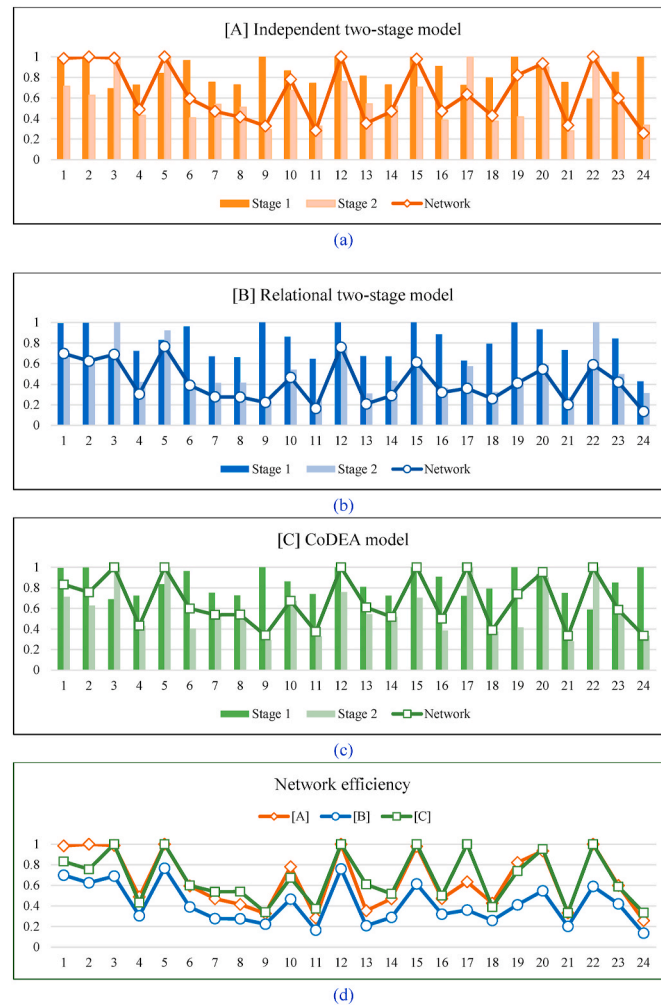 [A] Independent two-stage model
1
0.8
0.6
0.4
0.2
0
1 2 3 4 5 6 7 8 9 10 11 12 13 14 15 16 17 18 19 20 21 22 23 24
Stage 1 Stage 2 Network
(a)
[B] Relational two-stage model
1
0.8
0.6
0.4
0.2
0
1 2 3 4 5 6 7 8 9 10 11 12 13 14 15 16 17 18 19 20 21 22 23 24
Stage 1 Stage 2 Network
(b)
[C] CoDEA model
1
0.8
0.6
0.4
0.2
0
1 2 3 4 5 6 7 8 9 10 11 12 13 14 15 16 17 18 19 20 21 22 23 24
Stage 1 Stage 2 Network
(c)
Network efficiency
[A] [B] [C]
1
0.8
0.6
0.4
0.2
0
1 2 3 4 5 6 7 8 9 10 11 12 13 14 15 16 17 18 19 20 21 22 23 24
(d)